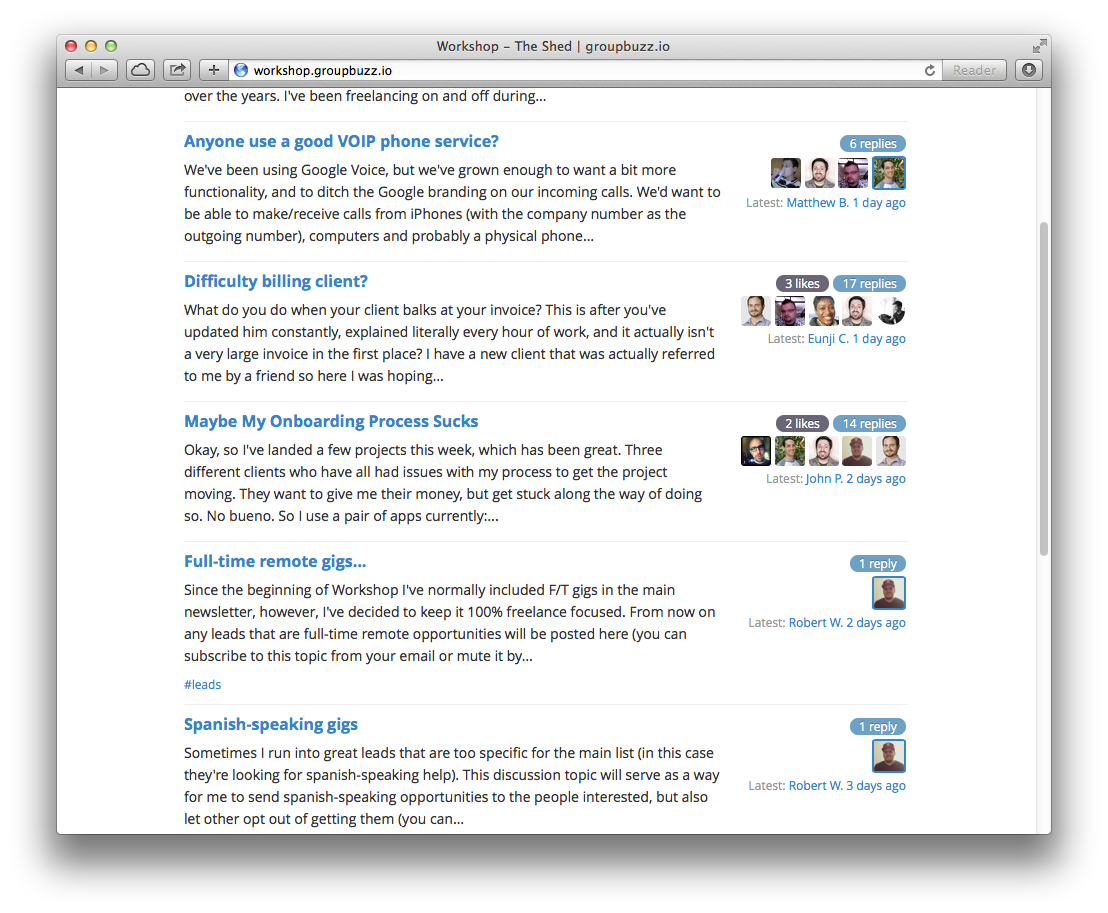 Workshop – The Shed | groupbuzz.io
workshop.groupbuzz.io
Reader
over the years. I've been freelancing on and off during...
Anyone use a good VOIP phone service?
6 replies
We've been using Google Voice, but we've grown enough to want a bit more
functionality, and to ditch the Google branding on our incoming calls. We'd want to
be able to make/receive calls from iPhones (with the company number as the
outgoing number), computers and probably a physical phone...
Latest: Matthew B. 1 day ago
Difficulty billing client?
3 likes
17 replies
What do you do when your client balks at your invoice? This is after you've
updated him constantly, explained literally every hour of work, and it actually isn't
a very large invoice in the first place? I have a new client that was actually referred
to me by a friend so here I was hoping...
Latest: Eunji C. 1 day ago
Maybe My Onboarding Process Sucks
2 likes
14 replies
Okay, so I've landed a few projects this week, which has been great. Three
different clients who have all had issues with my process to get the project
moving. They want to give me their money, but get stuck along the way of doing
so. No bueno. So I use a pair of apps currently:...
Latest: John P. 2 days ago
Full-time remote gigs...
1 reply
Since the beginning of Workshop I've normally included F/T gigs in the main
newsletter, however, I've decided to keep it 100% freelance focused. From now on
any leads that are full-time remote opportunities will be posted here (you can
subscribe to this topic from your email or mute it by...
Latest: Robert W. 2 days ago
#leads
Spanish-speaking gigs
1 reply
Sometimes I run into great leads that are too specific for the main list (in this case
they're looking for spanish-speaking help). This discussion topic will serve as a way
for me to send spanish-speaking opportunities to the people interested, but also
let other opt out of getting them (you can...
Latest: Robert W. 3 days ago